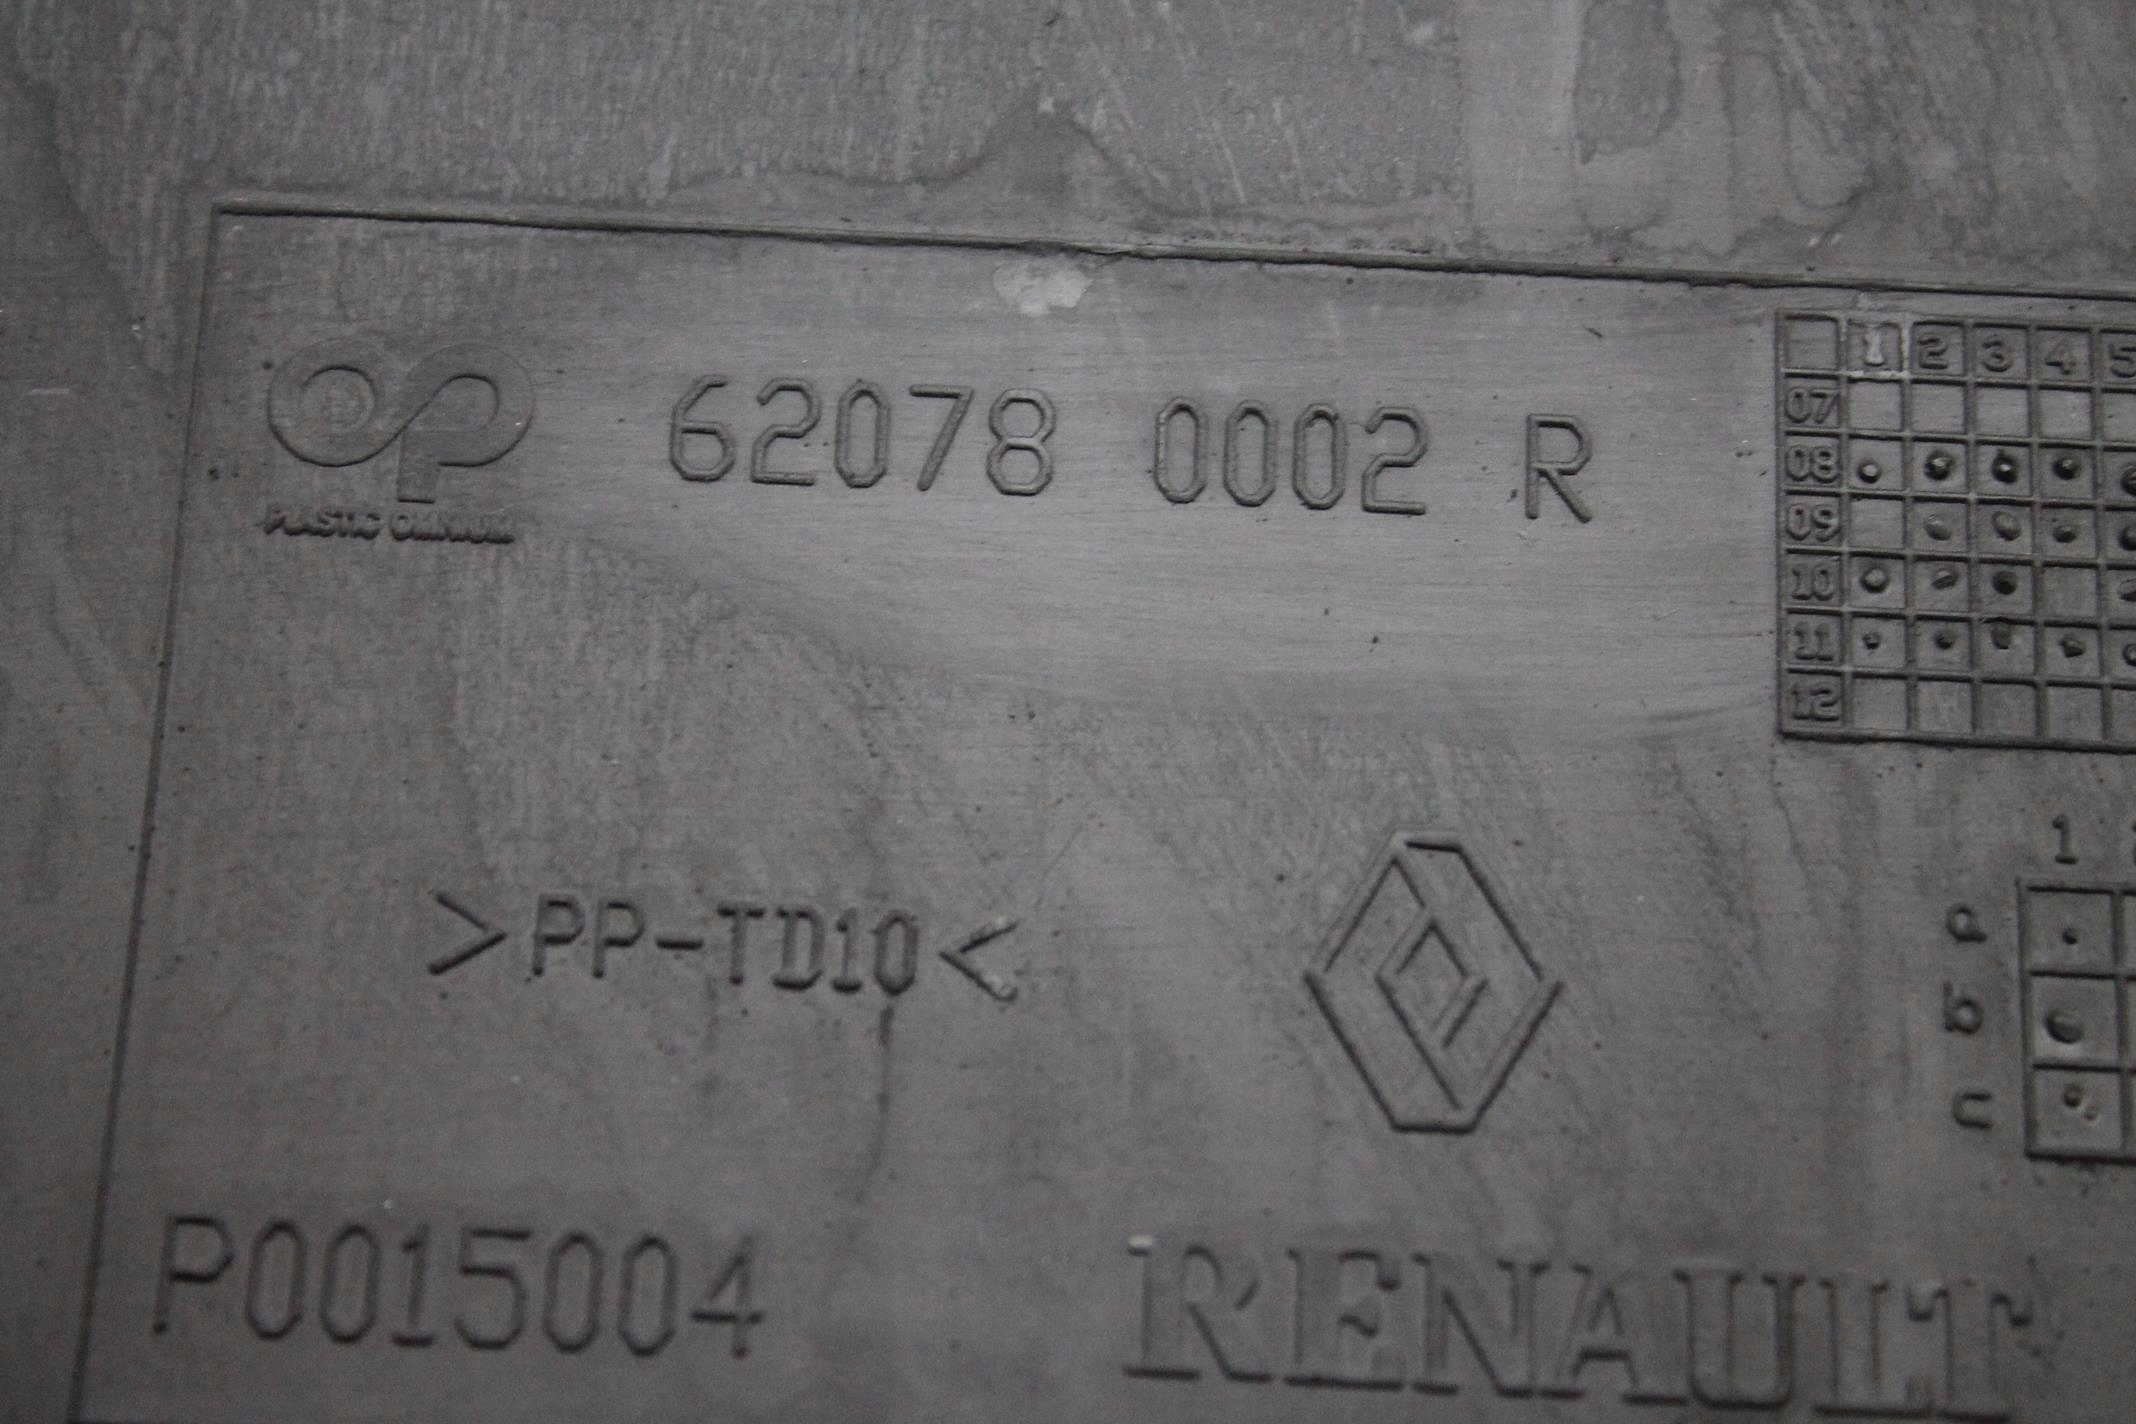 OP
PLASTIC OMNIUM
62078 0002 R
1 2 3 4 5
07
08
09
10
11
12
>PP-TD10<
1
a
b
c
P0015004
RENAULT